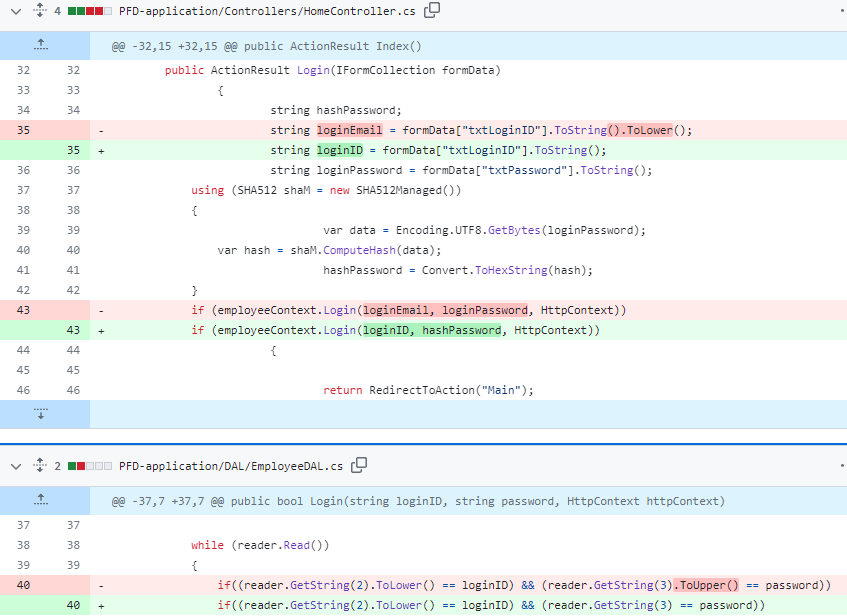 4 PFD-application/Controllers/HomeController.cs
@@ -32,15 +32,15 @@ public ActionResult Index()
32 32 public ActionResult Login(IFormCollection formData)
33 33 {
34 34 string hashPassword;
35 - string loginEmail = formData["txtLoginID"].ToString().ToLower();
35 + string loginID = formData["txtLoginID"].ToString();
36 36 string loginPassword = formData["txtPassword"].ToString();
37 37 using (SHA512 shaM = new SHA512Managed())
38 38 {
39 39 var data = Encoding.UTF8.GetBytes(loginPassword);
40 40 var hash = shaM.ComputeHash(data);
41 41 hashPassword = Convert.ToHexString(hash);
42 42 }
43 - if (employeeContext.Login(loginEmail, loginPassword, HttpContext))
43 + if (employeeContext.Login(loginID, hashPassword, HttpContext))
44 44 {
45 45
46 46 return RedirectToAction("Main");
2 PFD-application/DAL/EmployeeDAL.cs
@@ -37,7 +37,7 @@ public bool Login(string loginID, string password, HttpContext httpContext)
37 37
38 38 while (reader.Read())
39 39 {
40 - if((reader.GetString(2).ToLower() == loginID) && (reader.GetString(3).ToUpper() == password))
40 + if((reader.GetString(2).ToLower() == loginID) && (reader.GetString(3) == password))